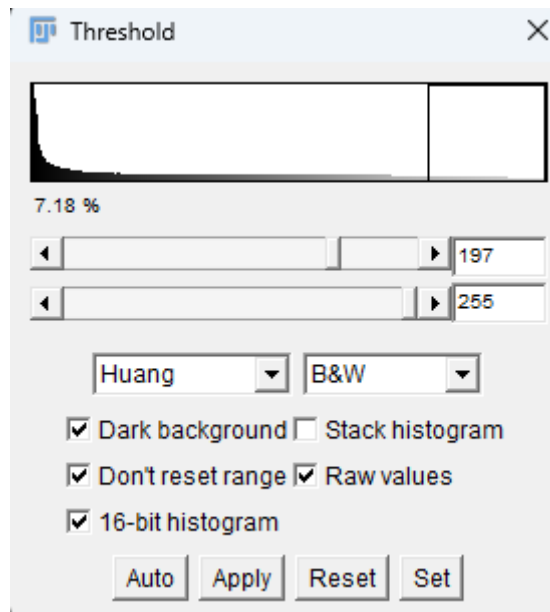 Threshold
7.18 %
197
255
Huang B&W
Dark background Stack histogram
Don't reset range Raw values
16-bit histogram
Auto Apply Reset Set